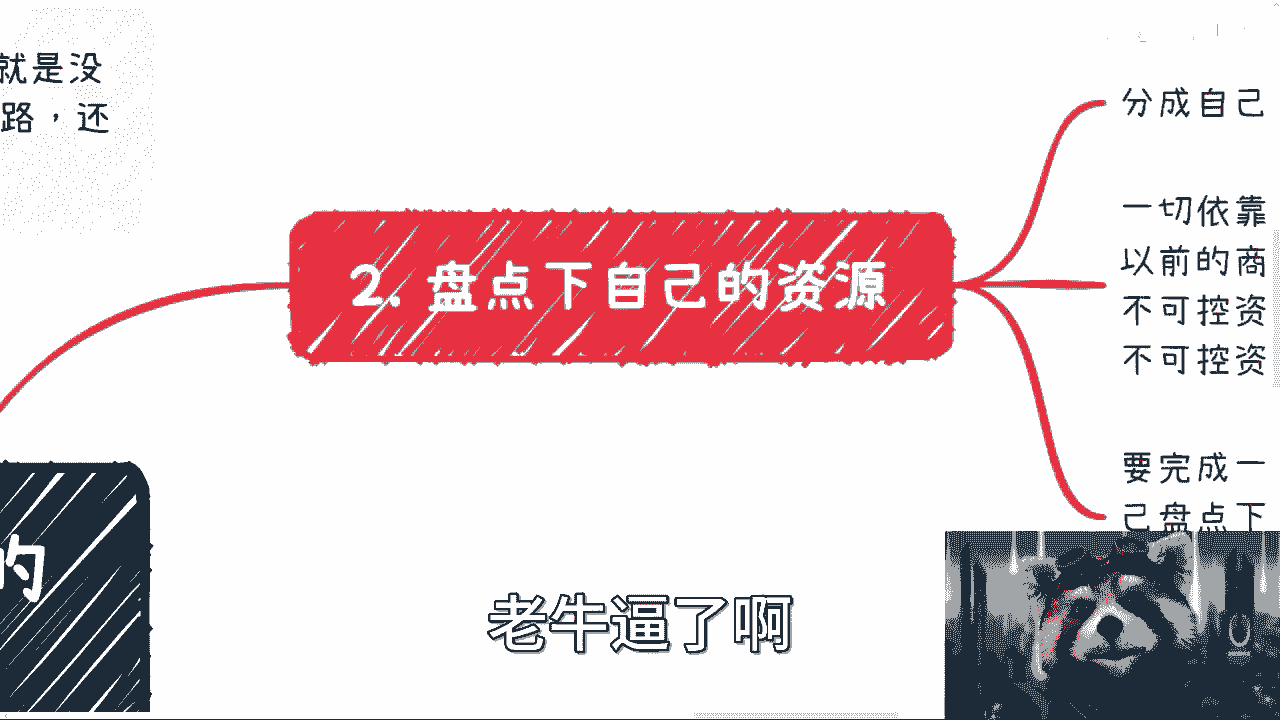 就是没
路，还
2. 盘点下自己的资源
分成自己
一切依靠
以前的商
不可控资
不可控资
要完成一
己盘点下
的
老牛逼了啊